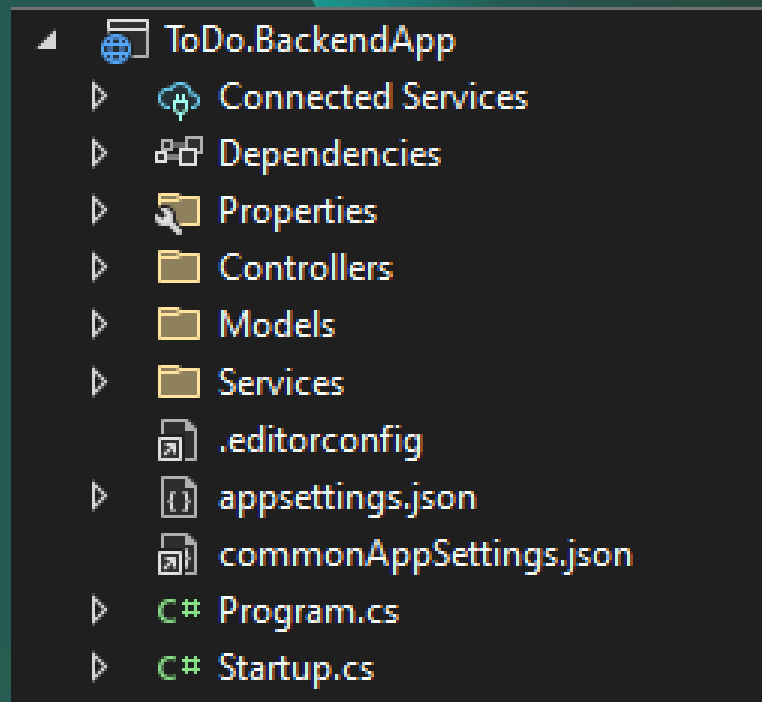 ToDo.BackendApp
Connected Services
Dependencies
Properties
Controllers
Models
Services
.editorconfig
appsettings.json
commonAppSettings.json
C# Program.cs
C# Startup.cs